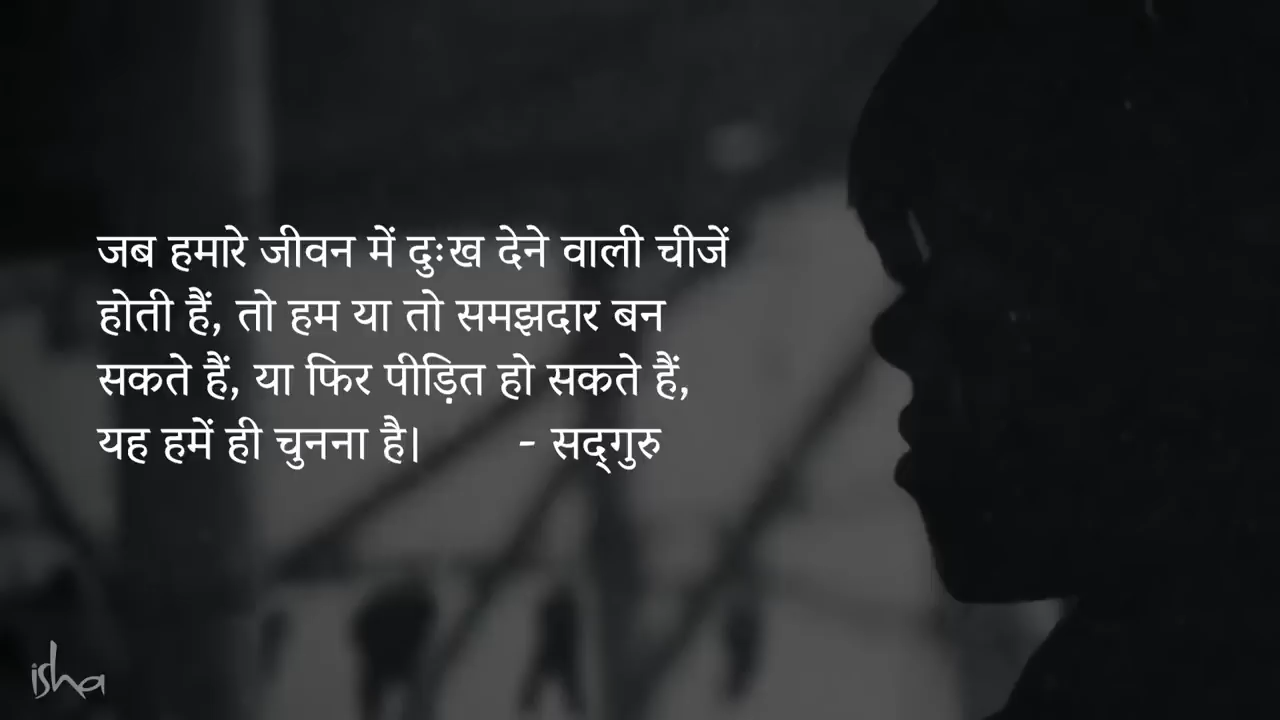 जब हमारे जीवन में दुःख देने वाली चीजें
होती हैं, तो हम या तो समझदार बन
सकते हैं, या फिर पीड़ित हो सकते हैं,
यह हमें ही चुनना है। - सद्‌गुरु
isha